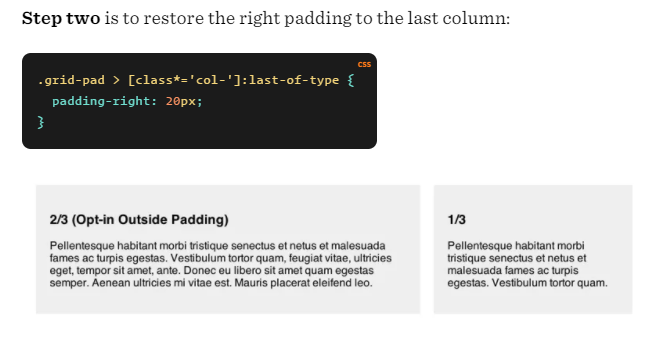 Step two is to restore the right padding to the last column:
css
.grid-pad > [class*='col-']:last-of-type {
  padding-right: 20px;
}
2/3 (Opt-in Outside Padding)
Pellentesque habitant morbi tristique senectus et netus et malesuada
fames ac turpis egestas. Vestibulum tortor quam, feugiat vitae, ultricies
eget, tempor sit amet, ante. Donec eu libero sit amet quam egestas
semper. Aenean ultricies mi vitae est. Mauris placerat eleifend leo.
1/3
Pellentesque habitant morbi
tristique senectus et netus et
malesuada fames ac turpis
egestas. Vestibulum tortor quam.